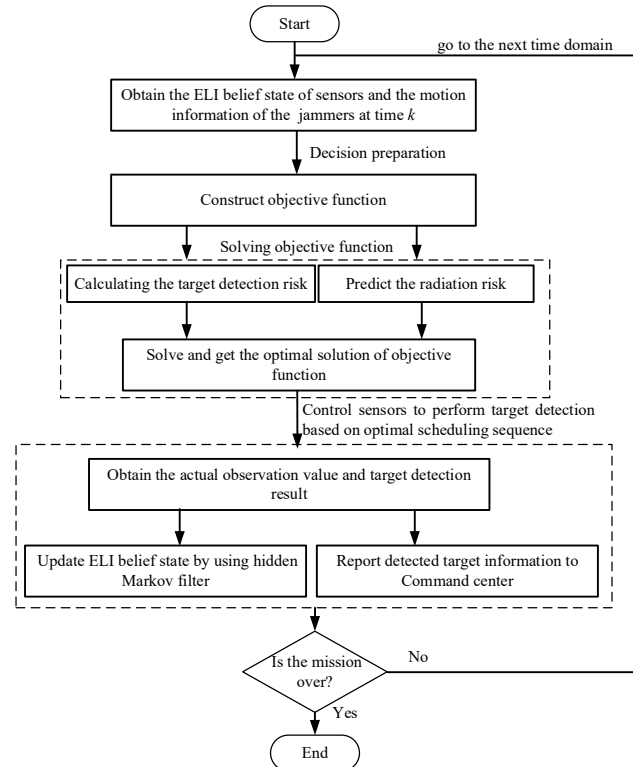 Start
go to the next time domain
Obtain the ELI belief state of sensors and the motion
information of the jammers at time k
Decision preparation
Construct objective function
Solving objective function
Calculating the target detection risk
Predict the radiation risk
Solve and get the optimal solution of objective
function
Control sensors to perform target detection
based on optimal scheduling sequence
Obtain the actual observation value and target detection
result
Update ELI belief state by using hidden
Markov filter
Report detected target information to
Command center
Is the mission
over?
No
Yes
End